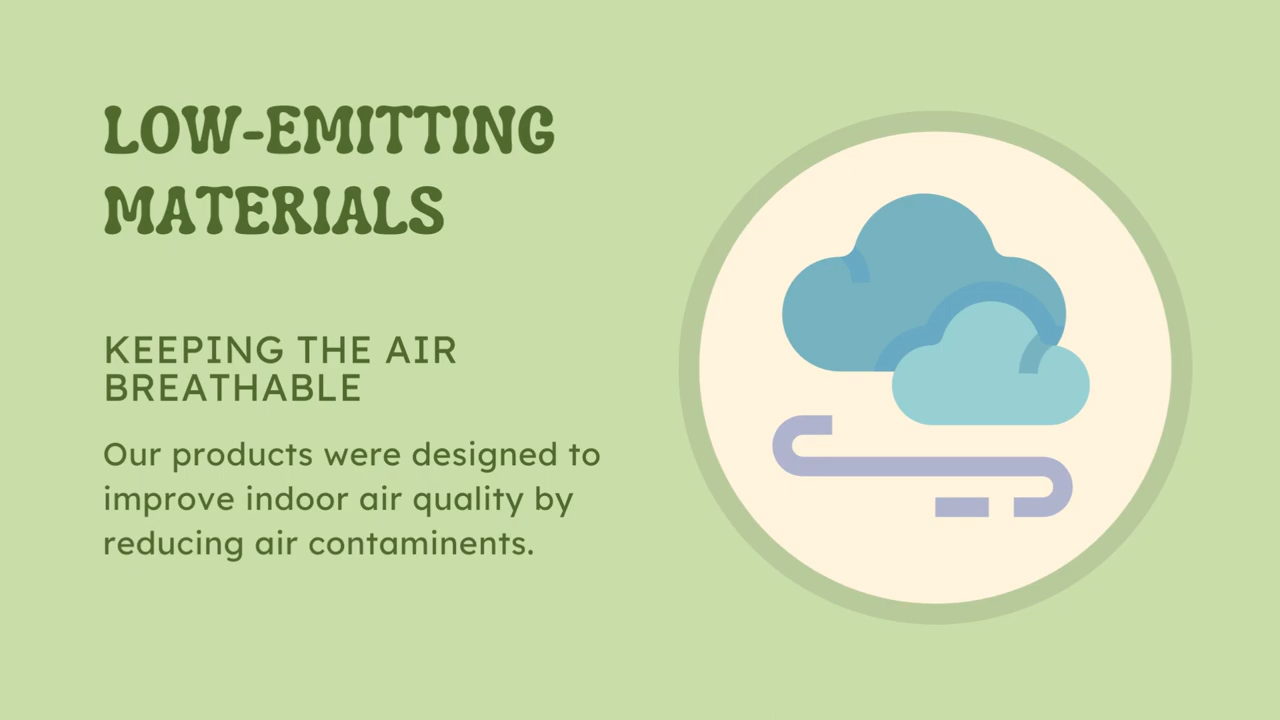 LOW-EMITTING
MATERIALS
KEEPING THE AIR
BREATHABLE
Our products were designed to
improve indoor air quality by
reducing air contaminents.